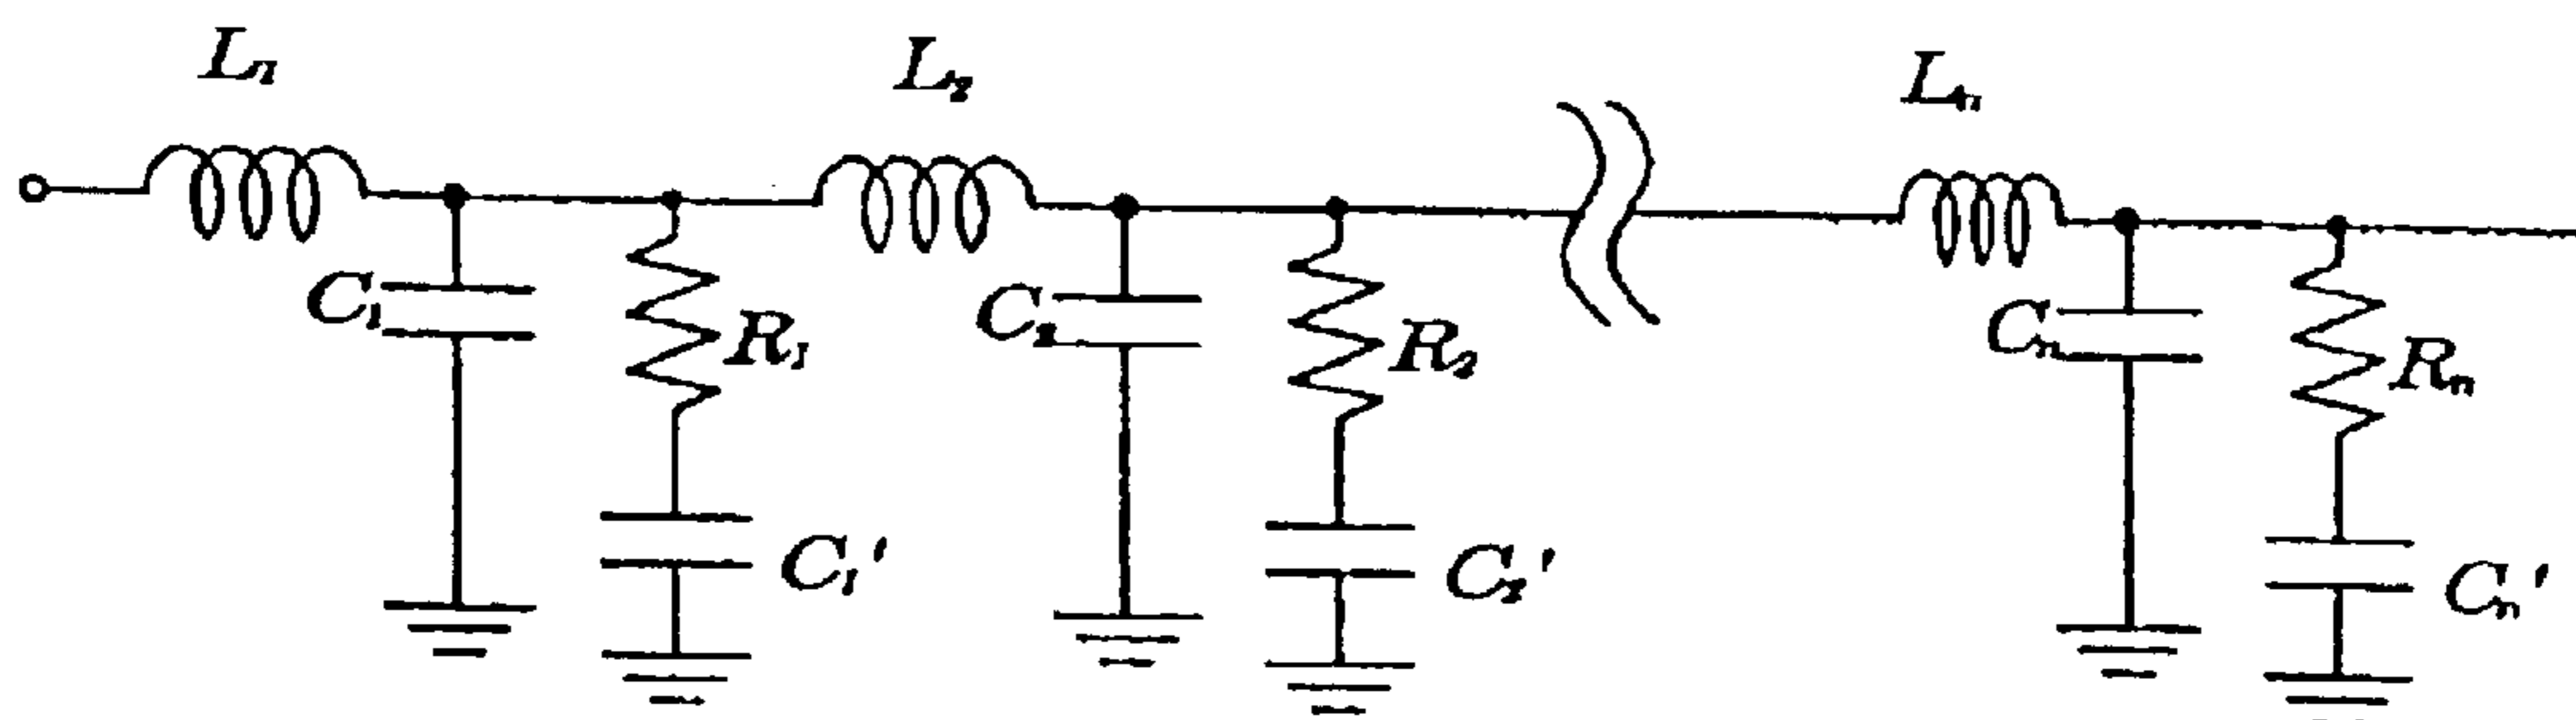 L₁
L₂
Lₙ
C₁
R₁
C₁'
C₂
R₂
C₂'
Cₙ
Rₙ
Cₙ'